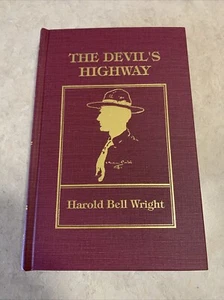 THE DEVIL'S
HIGHWAY
Harold Bell Wright